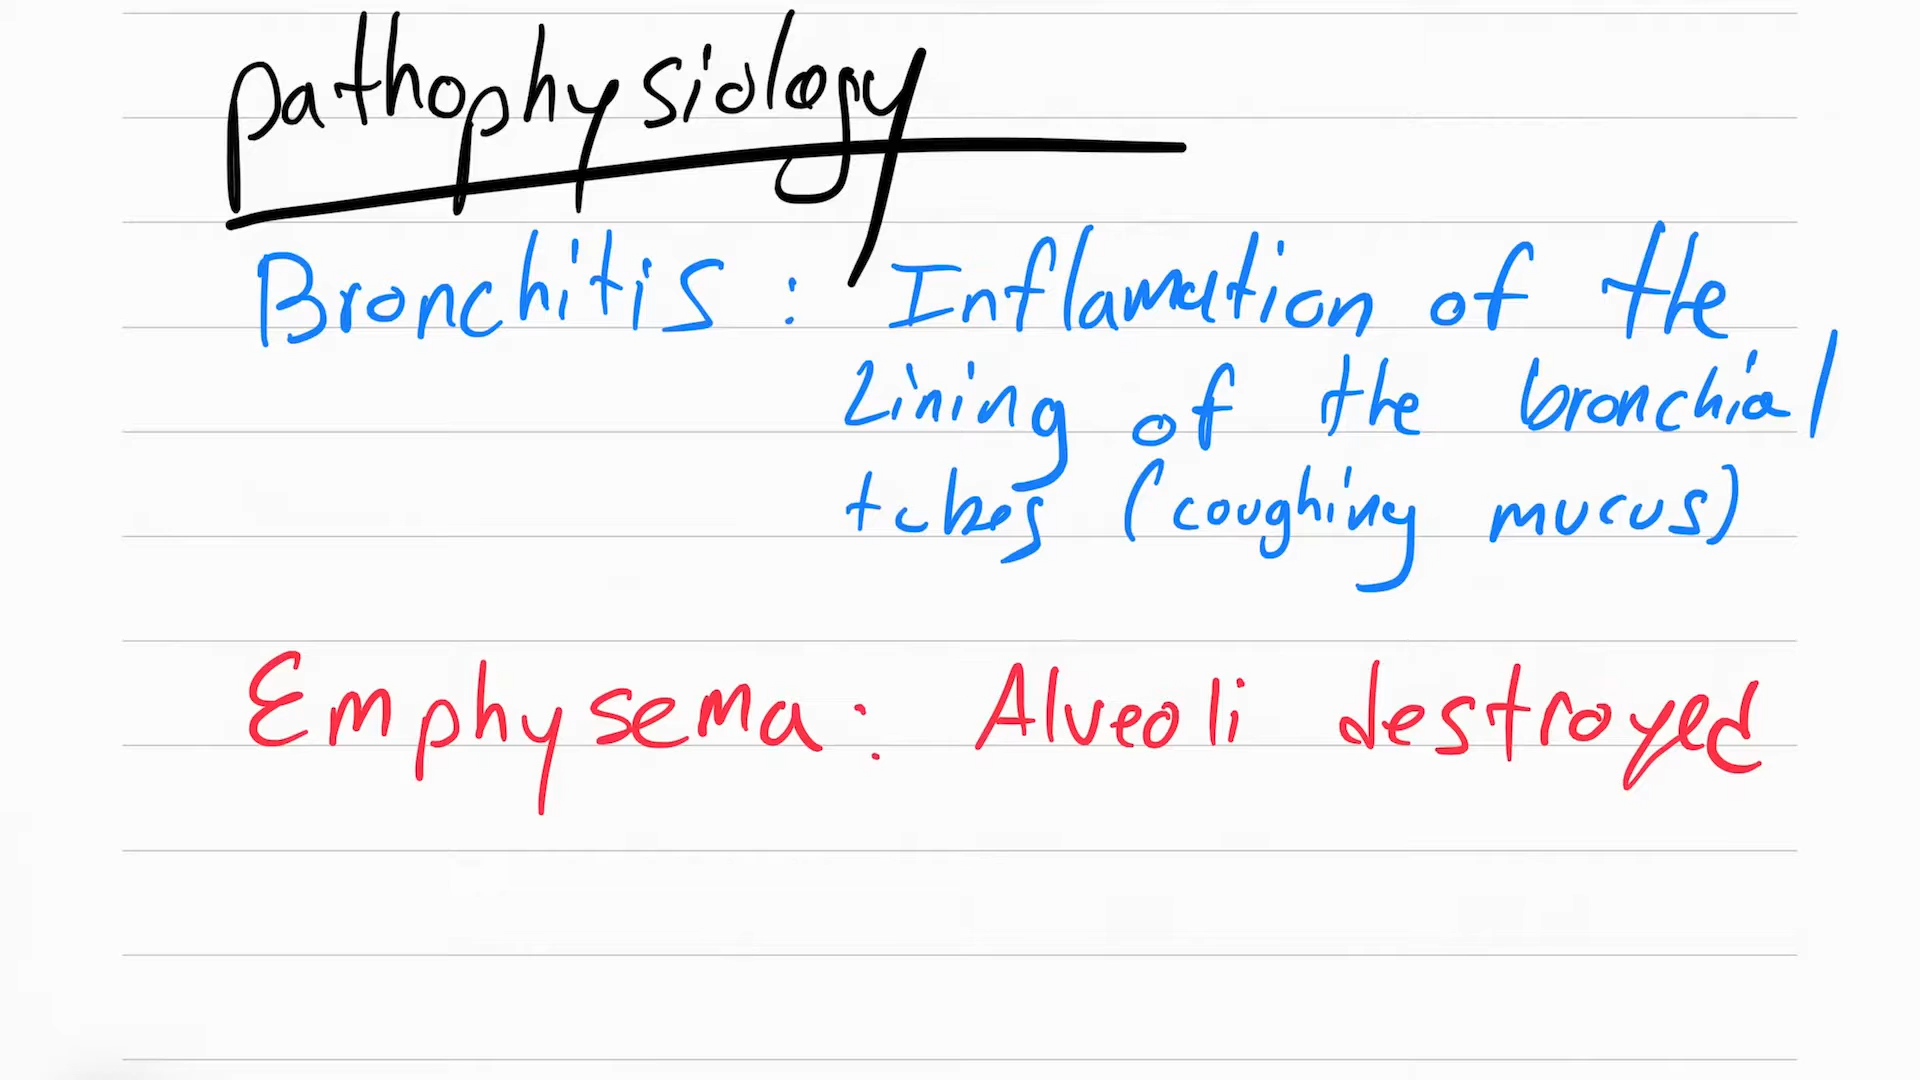 pathophysiology
Bronchitis : Inflamation of the
Lining of the bronchial
tubes (coughing mucus)
Emphysema : Alveoli destroyed